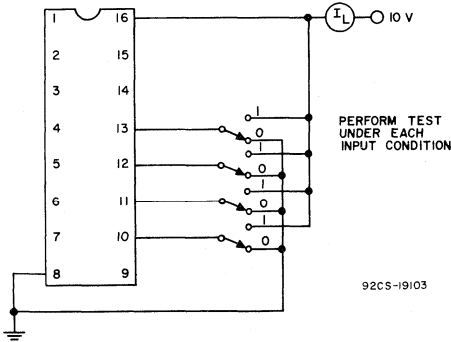 1 16 I L 10 V
2 15
3 14
1
4 13 0
1
PERFORM TEST
UNDER EACH
INPUT CONDITION
5 12 0
1
6 11 0
1
7 10 0
8 9
92CS-19103